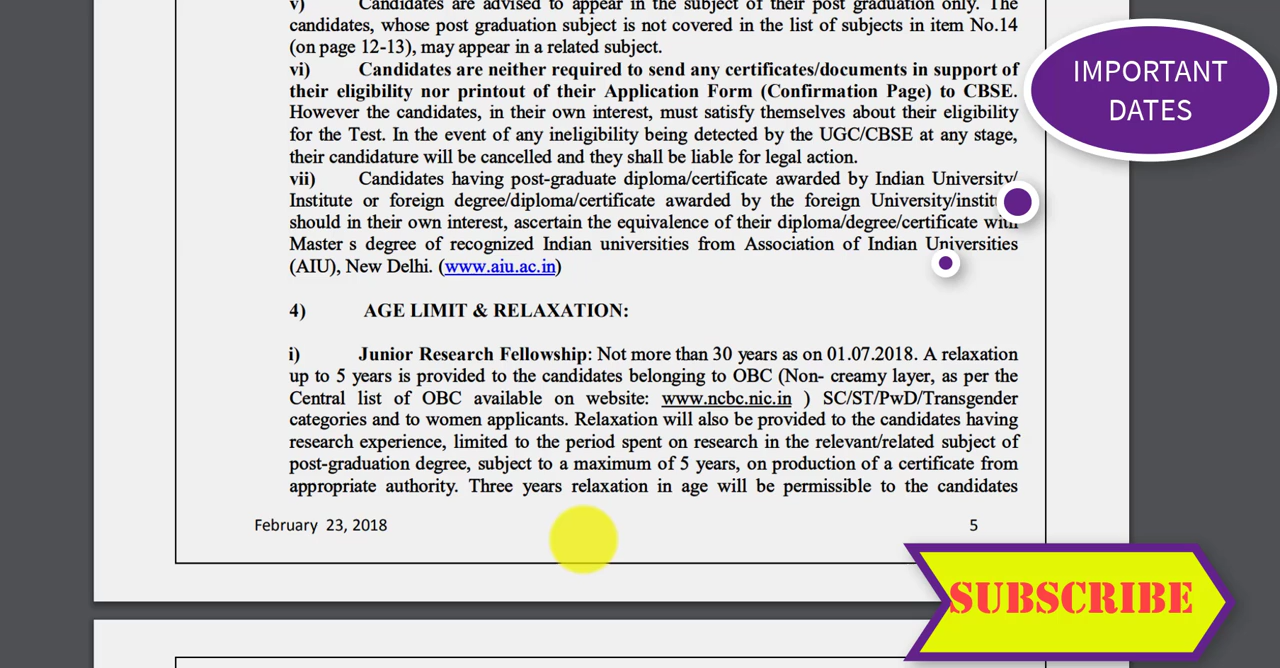 v) Candidates are advised to appear in the subject of their post graduation only. The
candidates, whose post graduation subject is not covered in the list of subjects in item No.14
(on page 12-13), may appear in a related subject.
vi) Candidates are neither required to send any certificates/documents in support of
their eligibility nor printout of their Application Form (Confirmation Page) to CBSE.
However the candidates, in their own interest, must satisfy themselves about their eligibility
for the Test. In the event of any ineligibility being detected by the UGC/CBSE at any stage,
their candidature will be cancelled and they shall be liable for legal action.
vii) Candidates having post-graduate diploma/certificate awarded by Indian University/
Institute or foreign degree/diploma/certificate awarded by the foreign
should in their own interest, ascertain the equivalence of their diploma/degree/certificate with
Master s degree of recognized Indian universities from Association of Indian Universities
(AIU), New Delhi. (www.aiu.ac.in)
4) AGE LIMIT & RELAXATION:
i) Junior Research Fellowship: Not more than 30 years as on 01.07.2018. A relaxation
up to 5 years is provided to the candidates belonging to OBC (Non- creamy layer, as per the
Central list of OBC available on website: www.ncbc.nic.in ) SC/ST/PwD/Transgender
categories and to women applicants. Relaxation will also be provided to the candidates having
research experience, limited to the period spent on research in the relevant/related subject of
post-graduation degree, subject to a maximum of 5 years, on production of a certificate from
appropriate authority. Three years relaxation in age will be permissible to the candidates
February 23, 2018 5
IMPORTANT
DATES
SUBSCRIBE